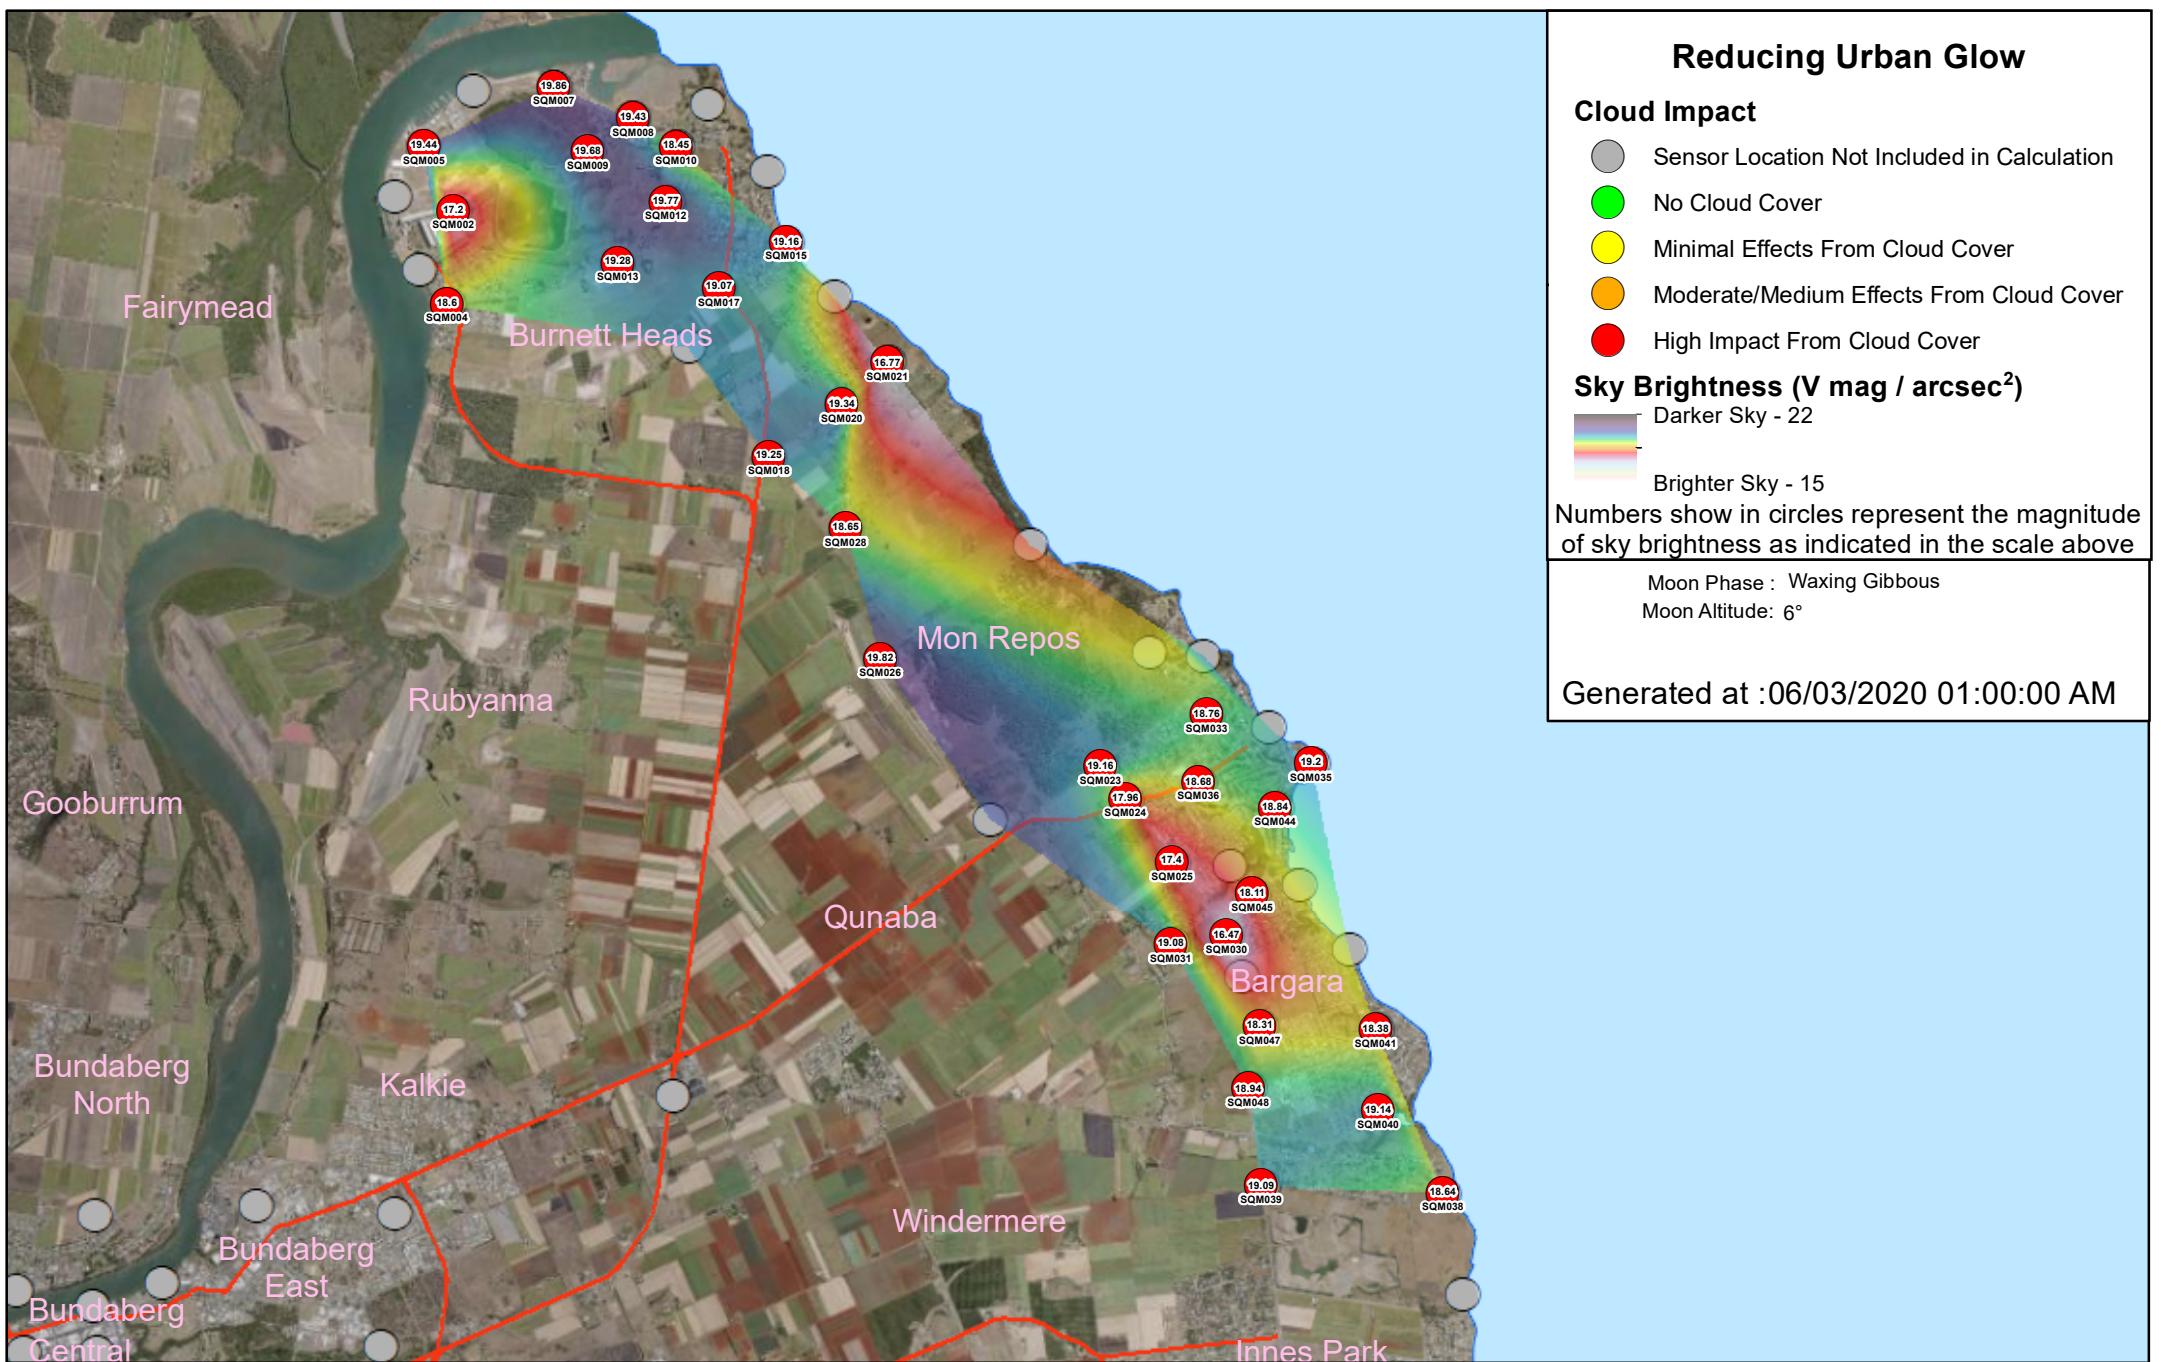 Reducing Urban Glow
Cloud Impact
Sensor Location Not Included in Calculation
No Cloud Cover
Minimal Effects From Cloud Cover
Moderate/Medium Effects From Cloud Cover
High Impact From Cloud Cover
Sky Brightness (V mag / arcsec²)
Darker Sky - 22
Brighter Sky - 15
Numbers show in circles represent the magnitude
of sky brightness as indicated in the scale above
Moon Phase : Waxing Gibbous
Moon Altitude: 6°
Generated at :06/03/2020 01:00:00 AM
19.86
SQM007
19.43
SQM008
19.44
SQM005
19.68
SQM009
18.45
SQM010
17.2
SQM002
19.77
SQM012
19.16
SQM015
19.28
SQM013
19.07
SQM017
18.6
SQM004
Fairymead
Burnett Heads
16.77
SQM021
19.34
SQM020
19.25
SQM018
18.65
SQM028
Mon Repos
19.82
SQM026
Rubyanna
18.76
SQM033
19.16
SQM023
19.2
SQM035
18.68
SQM036
17.96
SQM024
18.84
SQM044
Gooburrum
17.4
SQM025
18.11
SQM045
Qunaba
16.47
SQM030
19.08
SQM031
Bargara
18.31
SQM047
18.38
SQM041
Bundaberg
North
Kalkie
18.94
SQM048
19.14
SQM040
19.09
SQM039
18.64
SQM038
Windermere
Bundaberg
East
Bundaberg
Central
Innes Park